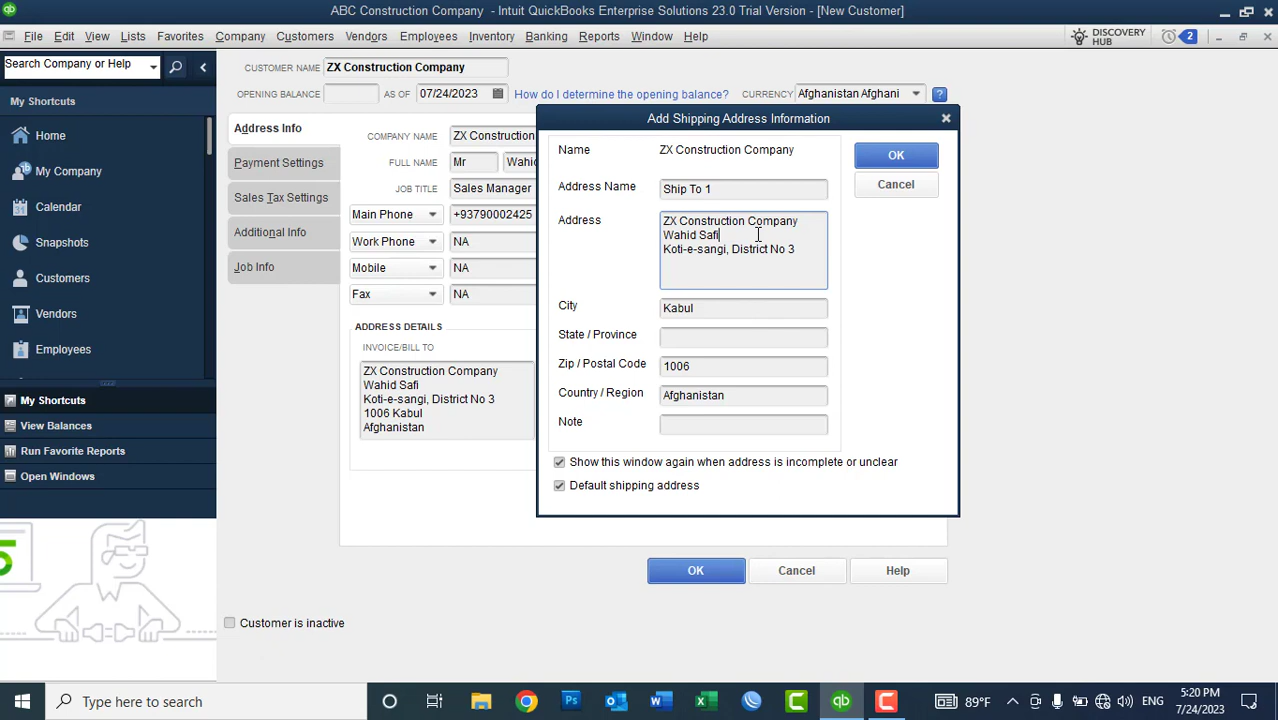 ABC Construction Company - Intuit QuickBooks Enterprise Solutions 23.0 Trial Version - [New Customer]
File Edit View Lists Favorites Company Customers Vendors Employees Inventory Banking Reports Window Help
DISCOVERY HUB
2
Search Company or Help
My Shortcuts
Home
My Company
Calendar
Snapshots
Customers
Vendors
Employees
My Shortcuts
View Balances
Run Favorite Reports
Open Windows
CUSTOMER NAME ZX Construction Company
OPENING BALANCE AS OF 07/24/2023 How do I determine the opening balance? CURRENCY Afghanistan Afghani ?
Address Info
Payment Settings
Sales Tax Settings
Additional Info
Job Info
COMPANY NAME ZX Construction
FULL NAME Mr Wahid
JOB TITLE Sales Manager
Main Phone +93790002425
Work Phone NA
Mobile NA
Fax NA
ADDRESS DETAILS
INVOICE/BILL TO
ZX Construction Company
Wahid Safi
Koti-e-sangi, District No 3
1006 Kabul
Afghanistan
Add Shipping Address Information
Name ZX Construction Company
Address Name Ship To 1
Address ZX Construction Company
Wahid Safi
Koti-e-sangi, District No 3
City Kabul
State / Province
Zip / Postal Code 1006
Country / Region Afghanistan
Note
Show this window again when address is incomplete or unclear
Default shipping address
OK
Cancel
OK Cancel Help
Customer is inactive
Type here to search
89°F
ENG
5:20 PM
7/24/2023